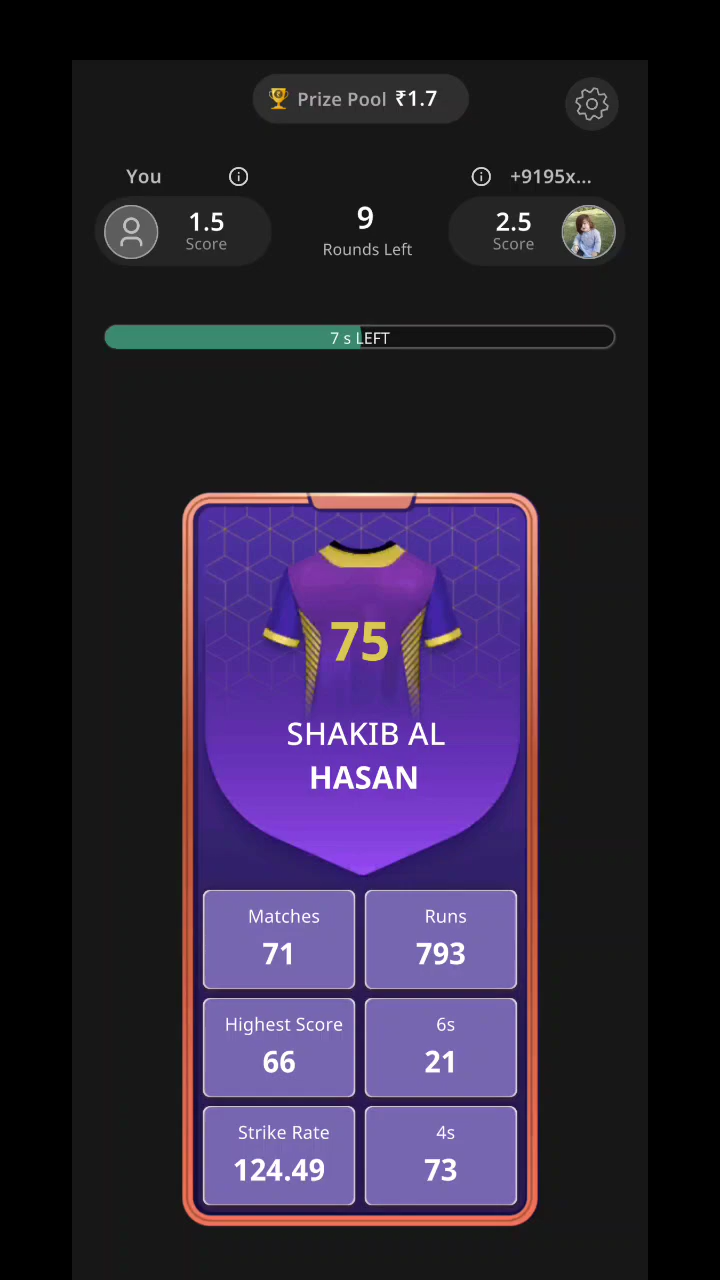 Prize Pool ₹1.7
You
+9195x...
1.5
Score
9
Rounds Left
2.5
Score
7 s LEFT
75
SHAKIB AL
HASAN
Matches
71
Runs
793
Highest Score
66
6s
21
Strike Rate
124.49
4s
73